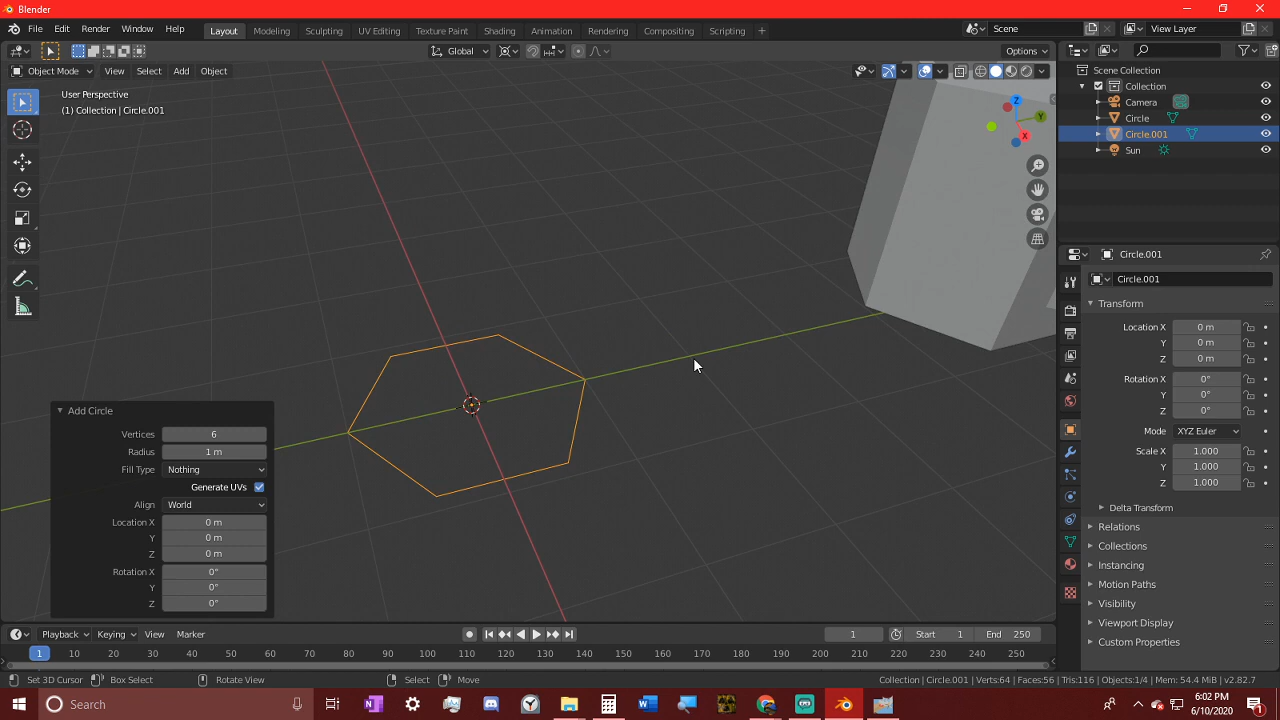 Blender
File Edit Render Window Help Layout Modeling Sculpting UV Editing Texture Paint Shading Animation Rendering Compositing Scripting + Scene View Layer
Global Options
Object Mode View Select Add Object
User Perspective
(1) Collection | Circle.001
Z
Y
X
Scene Collection
Collection
Camera
Circle
Circle.001
Sun
Circle.001
Circle.001
Transform
Location X 0 m
Y 0 m
Z 0 m
Rotation X 0°
Y 0°
Z 0°
Mode XYZ Euler
Scale X 1.000
Y 1.000
Z 1.000
Delta Transform
Relations
Collections
Instancing
Motion Paths
Visibility
Viewport Display
Custom Properties
Add Circle
Vertices 6
Radius 1 m
Fill Type Nothing
Generate UVs
Align World
Location X 0 m
Y 0 m
Z 0 m
Rotation X 0°
Y 0°
Z 0°
Playback Keying View Marker 1 Start 1 End 250
1 10 20 30 40 50 60 70 80 90 100 110 120 130 140 150 160 170 180 190 200 210 220 230 240 250
Set 3D Cursor Box Select Rotate View Select Move Collection | Circle.001 | Verts:64 | Faces:56 | Tris:116 | Objects:1/4 | Mem: 54.4 MiB | v2.82.7
Search
6:02 PM
6/10/2020
1